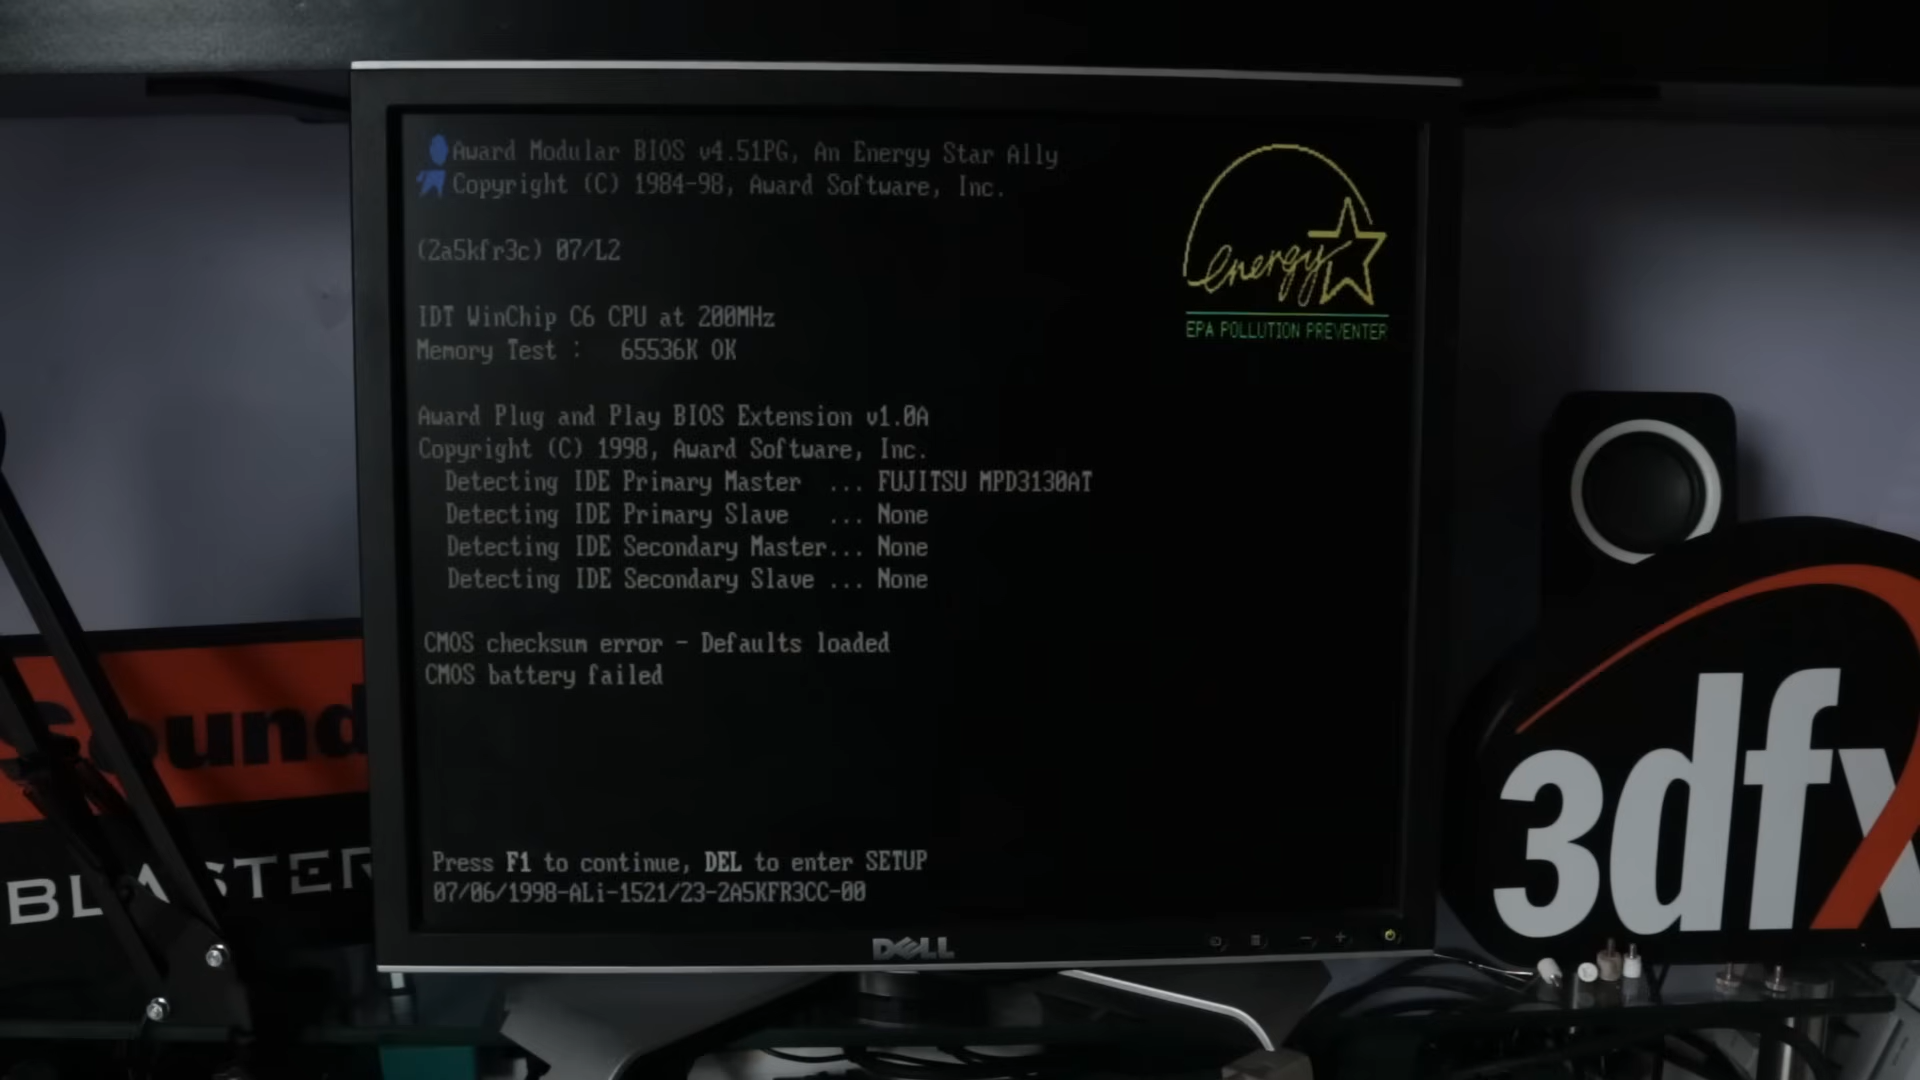 Award Modular BIOS v4.51PG, An Energy Star Ally
Copyright (C) 1984-98, Award Software, Inc.
(2a5kfr3c) 07/L2
energy
EPA POLLUTION PREVENTER
IDT WinChip C6 CPU at 200MHz
Memory Test :   65536K OK
Award Plug and Play BIOS Extension v1.0A
Copyright (C) 1998, Award Software, Inc.
Detecting IDE Primary Master  ... FUJITSU MPD3130AT
Detecting IDE Primary Slave   ... None
Detecting IDE Secondary Master... None
Detecting IDE Secondary Slave ... None
CMOS checksum error - Defaults loaded
CMOS battery failed
Press F1 to continue, DEL to enter SETUP
07/06/1998-ALi-1521/23-2A5KFR3CC-00
DELL
Sound
BLASTER
3dfx